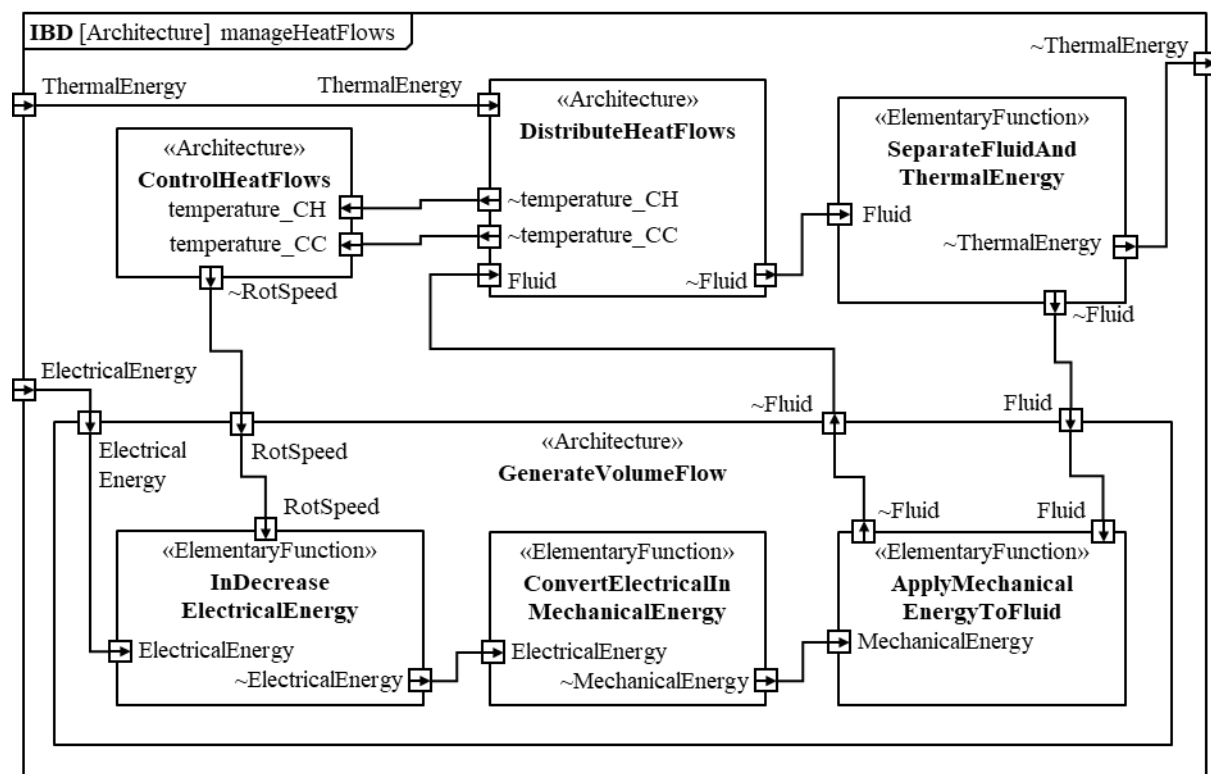 IBD [Architecture] manageHeatFlows
~ThermalEnergy
ThermalEnergy
ThermalEnergy
«Architecture»
DistributeHeatFlows
~temperature_CH
~temperature_CC
Fluid
~Fluid
«Architecture»
ControlHeatFlows
temperature_CH
temperature_CC
~RotSpeed
«ElementaryFunction»
SeparateFluidAnd
ThermalEnergy
Fluid
~ThermalEnergy
~Fluid
ElectricalEnergy
Electrical
Energy
RotSpeed
«Architecture»
GenerateVolumeFlow
~Fluid
Fluid
RotSpeed
~Fluid
Fluid
«ElementaryFunction»
InDecrease
ElectricalEnergy
ElectricalEnergy
~ElectricalEnergy
«ElementaryFunction»
ConvertElectricalIn
MechanicalEnergy
ElectricalEnergy
~MechanicalEnergy
«ElementaryFunction»
ApplyMechanical
EnergyToFluid
MechanicalEnergy